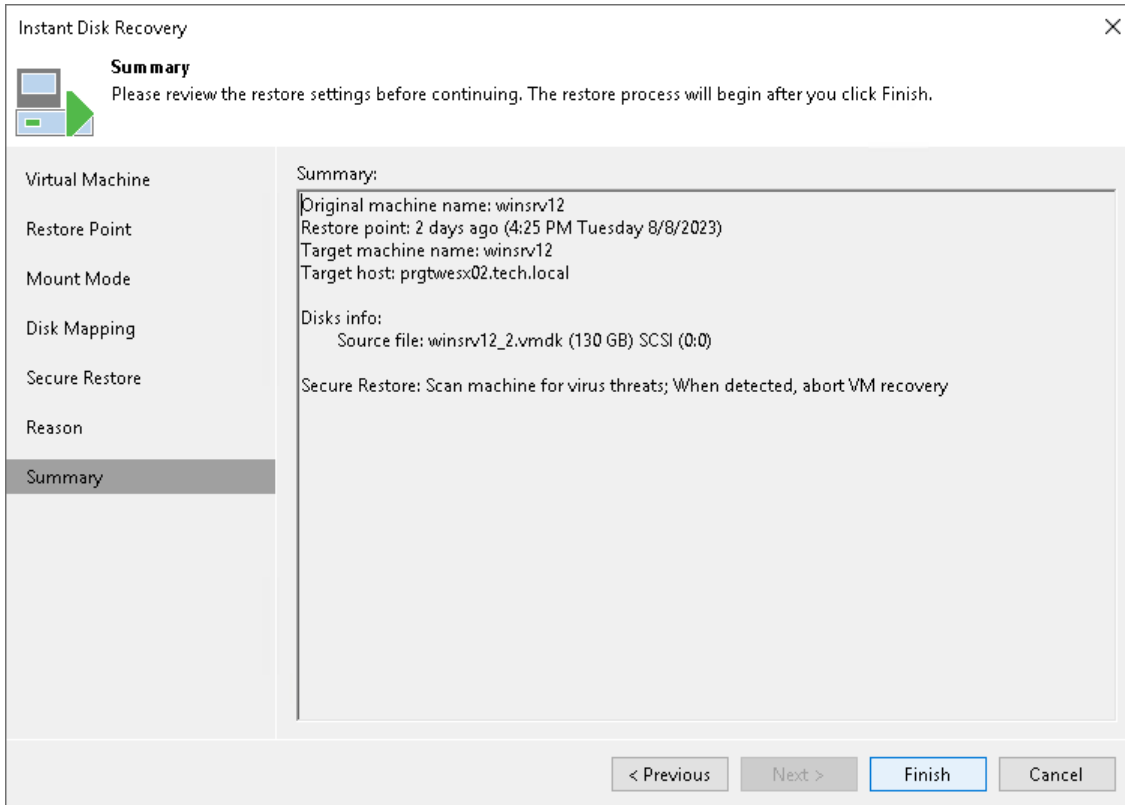 Instant Disk Recovery
Summary
Please review the restore settings before continuing. The restore process will begin after you click Finish.
Virtual Machine
Restore Point
Mount Mode
Disk Mapping
Secure Restore
Reason
Summary
Summary:
Original machine name: winsrv12
Restore point: 2 days ago (4:25 PM Tuesday 8/8/2023)
Target machine name: winsrv12
Target host: prgtwesx02.tech.local
Disks info:
Source file: winsrv12_2.vmdk (130 GB) SCSI (0:0)
Secure Restore: Scan machine for virus threats; When detected, abort VM recovery
< Previous
Next >
Finish
Cancel